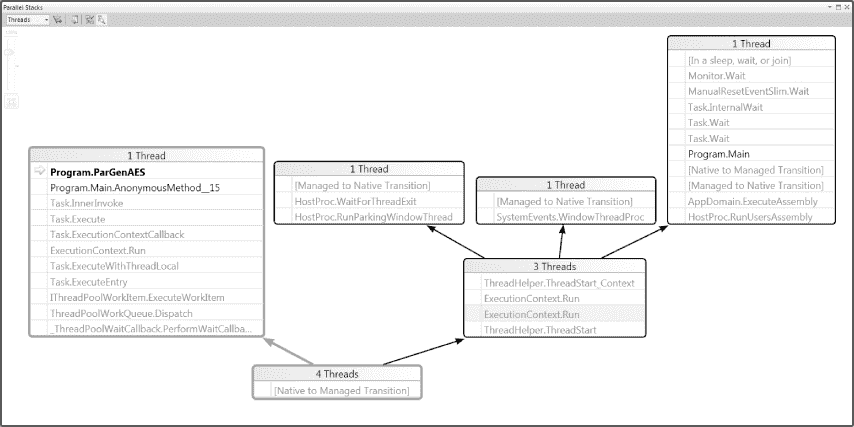 Parallel Stacks
Threads
1 Thread
[In a sleep, wait, or join]
Monitor.Wait
ManualResetEventSlim.Wait
Task.InternalWait
Task.Wait
Task.Wait
Program.Main
[Native to Managed Transition]
[Managed to Native Transition]
AppDomain.ExecuteAssembly
HostProc.RunUsersAssembly
1 Thread
Program.ParGenAES
Program.Main.AnonymousMethod__15
Task.InnerInvoke
Task.Execute
Task.ExecutionContextCallback
ExecutionContext.Run
Task.ExecuteWithThreadLocal
Task.ExecuteEntry
IThreadPoolWorkItem.ExecuteWorkItem
ThreadPoolWorkQueue.Dispatch
_ThreadPoolWaitCallback.PerformWaitCallba...
1 Thread
[Managed to Native Transition]
HostProc.WaitForThreadExit
HostProc.RunParkingWindowThread
1 Thread
[Managed to Native Transition]
SystemEvents.WindowThreadProc
3 Threads
ThreadHelper.ThreadStart_Context
ExecutionContext.Run
ExecutionContext.Run
ThreadHelper.ThreadStart
4 Threads
[Native to Managed Transition]